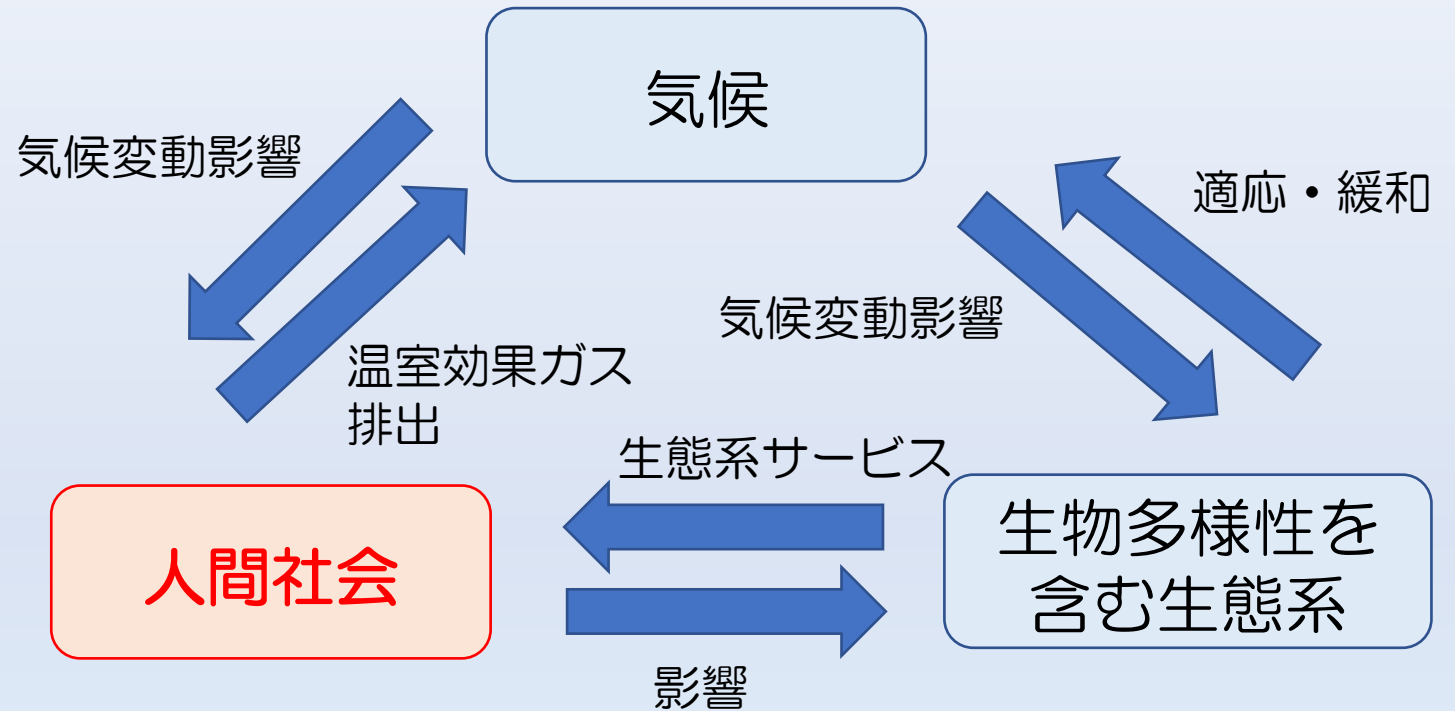 気候
気候変動影響
適応・緩和
気候変動影響
温室効果ガス
排出
生態系サービス
人間社会
生物多様性を
含む生態系
影響